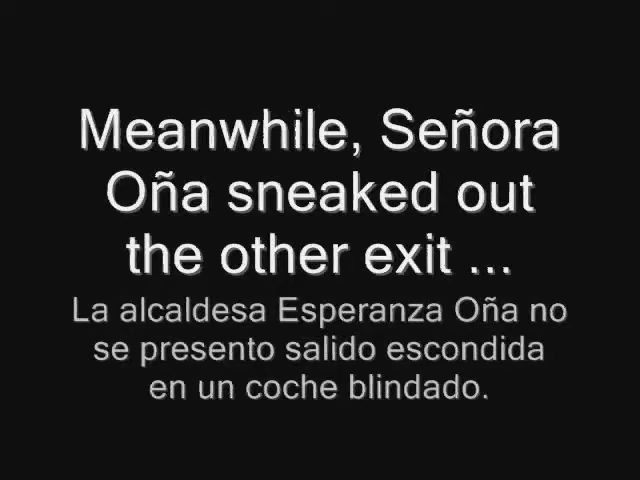 Meanwhile, Señora
Oña sneaked out
the other exit ...
La alcaldesa Esperanza Oña no
se presento salido escondida
en un coche blindado.